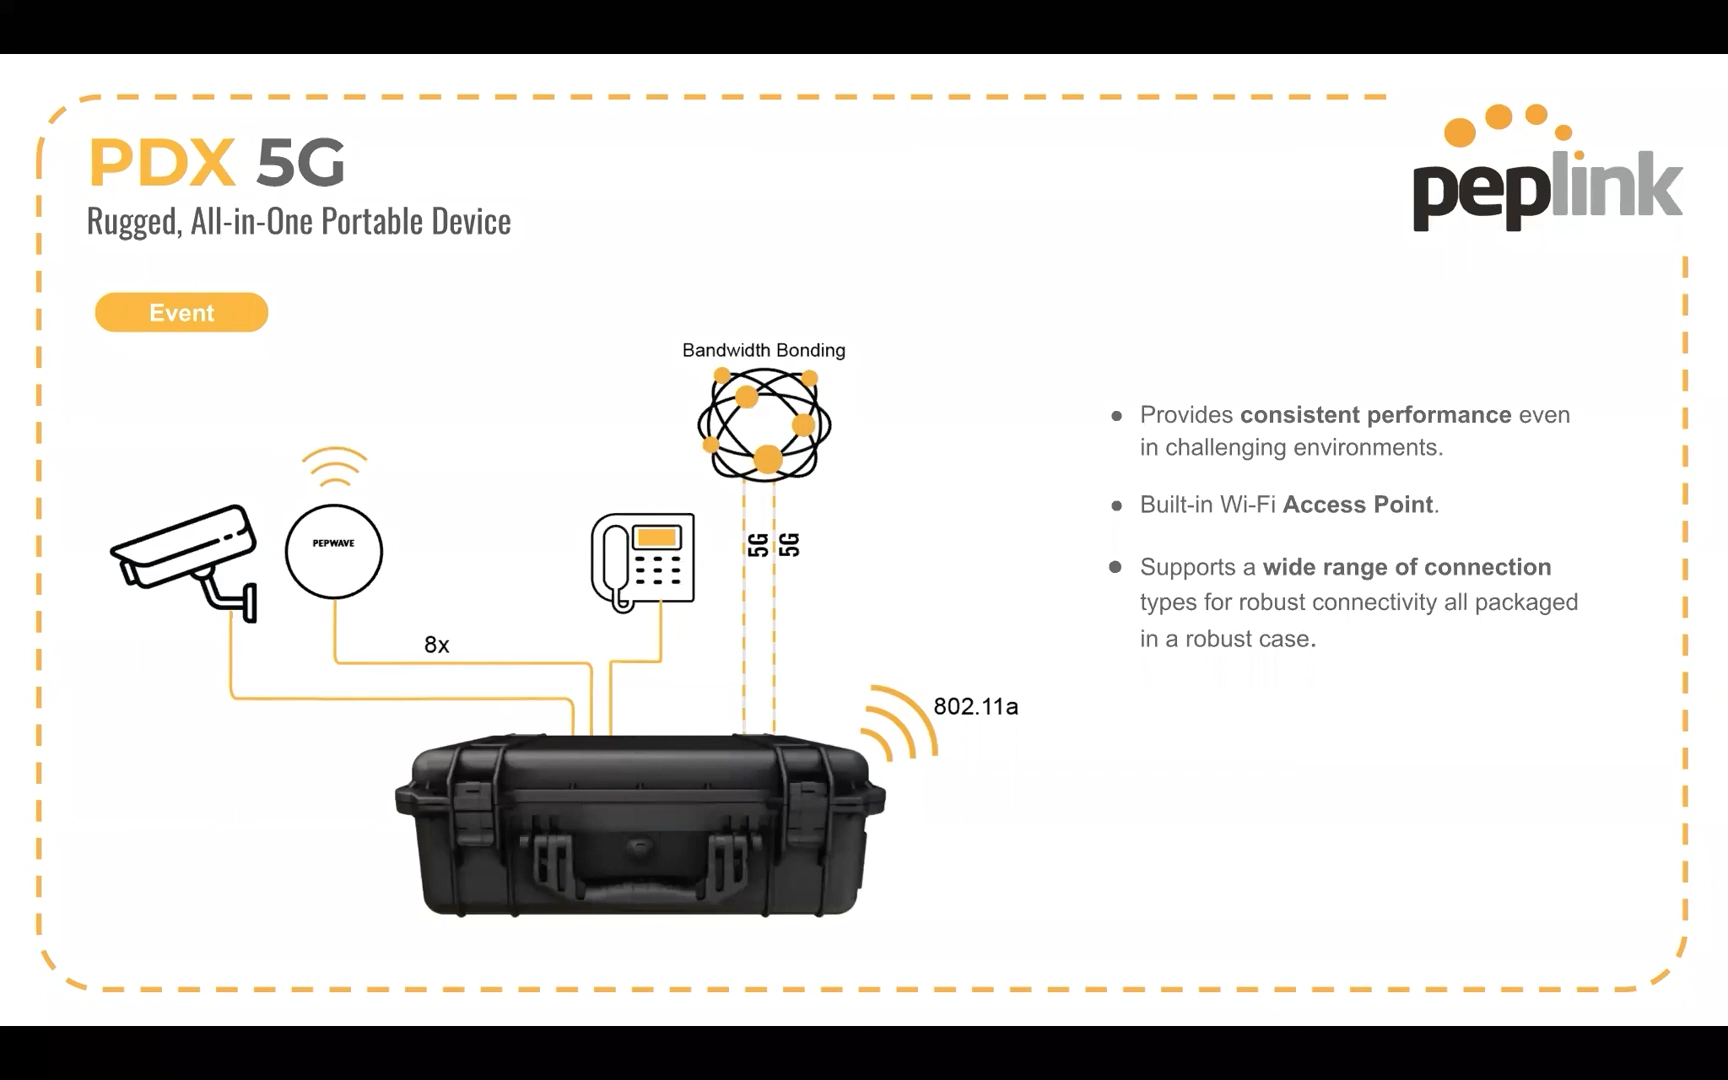 PDX 5G
Rugged, All-in-One Portable Device
peplink
Event
Bandwidth Bonding
PEPWAVE
5G
5G
8x
802.11a
• Provides consistent performance even
in challenging environments.
• Built-in Wi-Fi Access Point.
• Supports a wide range of connection
types for robust connectivity all packaged
in a robust case.